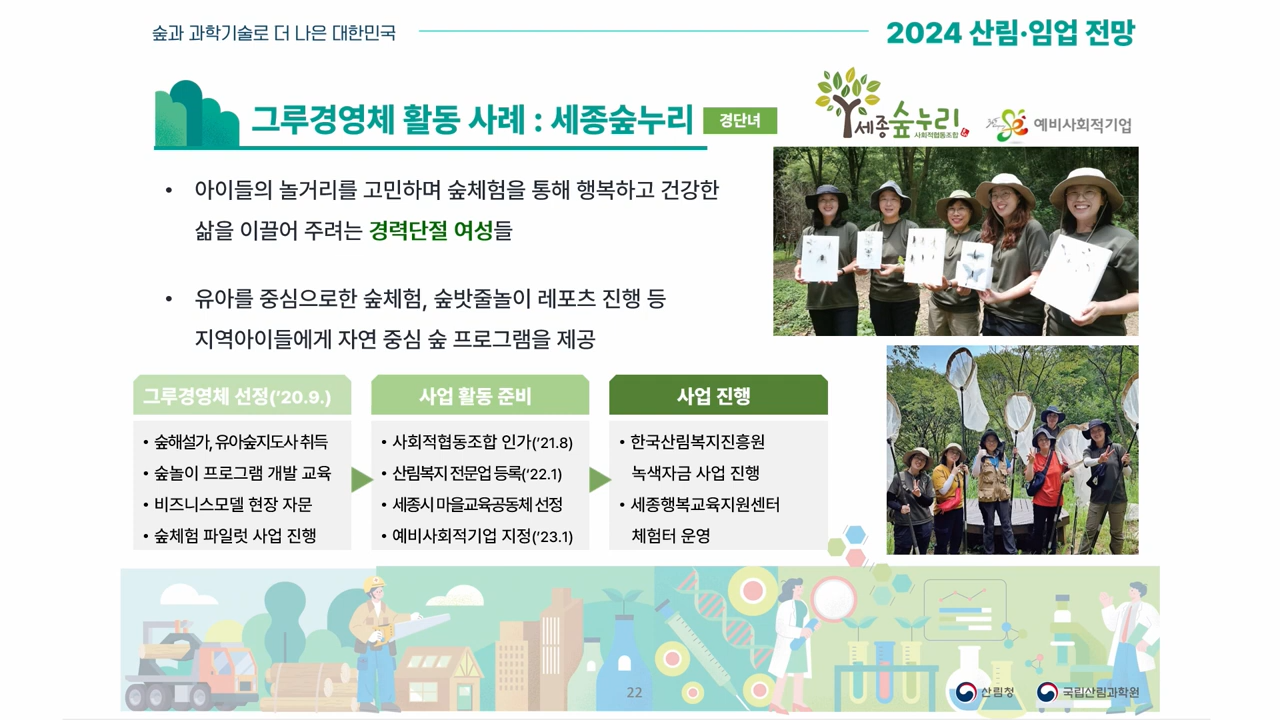 숲과 과학기술로 더 나은 대한민국
2024 산림·임업 전망
그루경영체 활동 사례 : 세종숲누리
경단녀
세종숲누리
사회적협동조합
예비사회적기업
• 아이들의 놀거리를 고민하며 숲체험을 통해 행복하고 건강한
삶을 이끌어 주려는 경력단절 여성들
• 유아를 중심으로한 숲체험, 숲밧줄놀이 레포츠 진행 등
지역아이들에게 자연 중심 숲 프로그램을 제공
그루경영체 선정(’20.9.)
• 숲해설가, 유아숲지도사 취득
• 숲놀이 프로그램 개발 교육
• 비즈니스모델 현장 자문
• 숲체험 파일럿 사업 진행
사업 활동 준비
• 사회적협동조합 인가(’21.8)
• 산림복지 전문업 등록(‘22.1)
• 세종시 마을교육공동체 선정
• 예비사회적기업 지정(’23.1)
사업 진행
• 한국산림복지진흥원
녹색자금 사업 진행
• 세종행복교육지원센터
체험터 운영
22
산림청
국립산림과학원